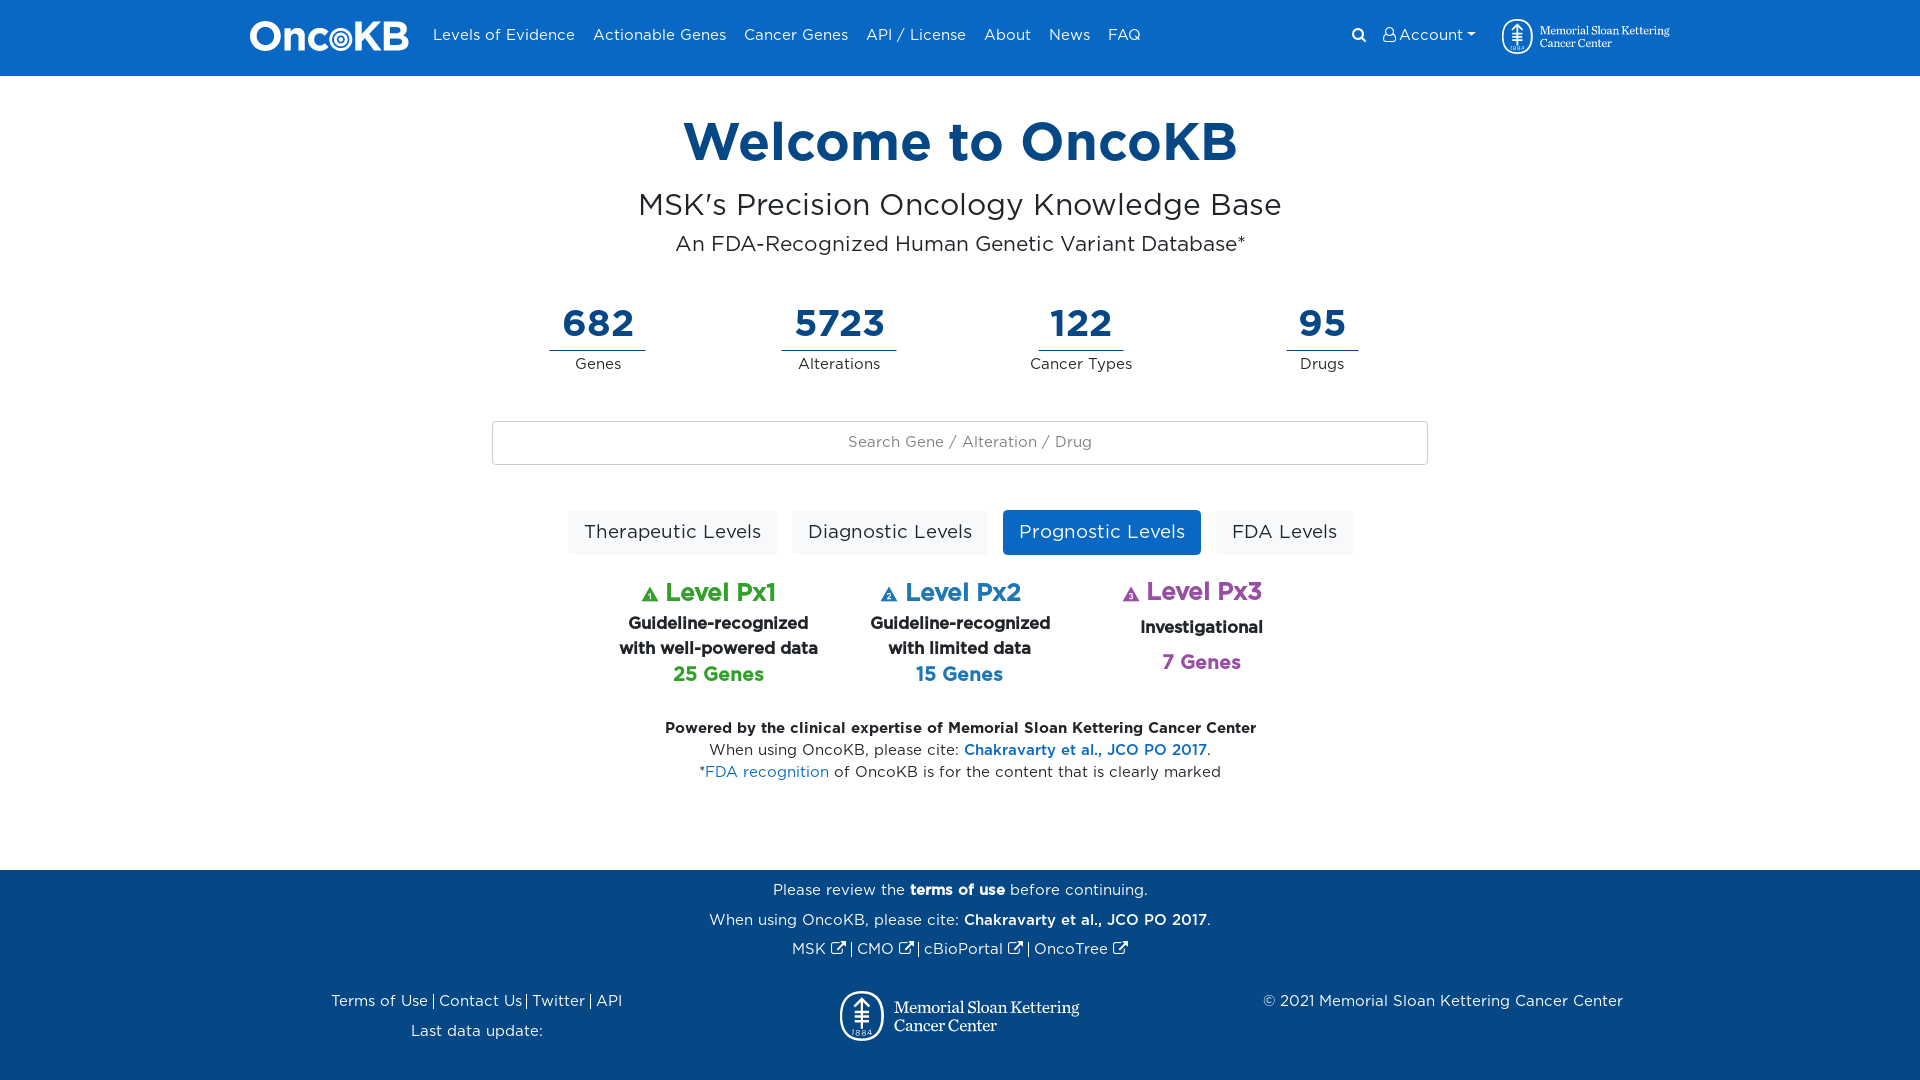 OncoKB Levels of Evidence Actionable Genes Cancer Genes API / License About News FAQ Account Memorial Sloan Kettering
Cancer Center
1884
Welcome to OncoKB
MSK's Precision Oncology Knowledge Base
An FDA-Recognized Human Genetic Variant Database*
682 5723 122 95
Genes Alterations Cancer Types Drugs
Search Gene / Alteration / Drug
Therapeutic Levels Diagnostic Levels Prognostic Levels FDA Levels
1 Level Px1
Guideline-recognized
with well-powered data
25 Genes
2 Level Px2
Guideline-recognized
with limited data
15 Genes
3 Level Px3
Investigational
7 Genes
Powered by the clinical expertise of Memorial Sloan Kettering Cancer Center
When using OncoKB, please cite: Chakravarty et al., JCO PO 2017.
*FDA recognition of OncoKB is for the content that is clearly marked
Please review the terms of use before continuing.
When using OncoKB, please cite: Chakravarty et al., JCO PO 2017.
MSK | CMO | cBioPortal | OncoTree
Terms of Use | Contact Us | Twitter | API
Last data update:
1884
Memorial Sloan Kettering
Cancer Center
© 2021 Memorial Sloan Kettering Cancer Center